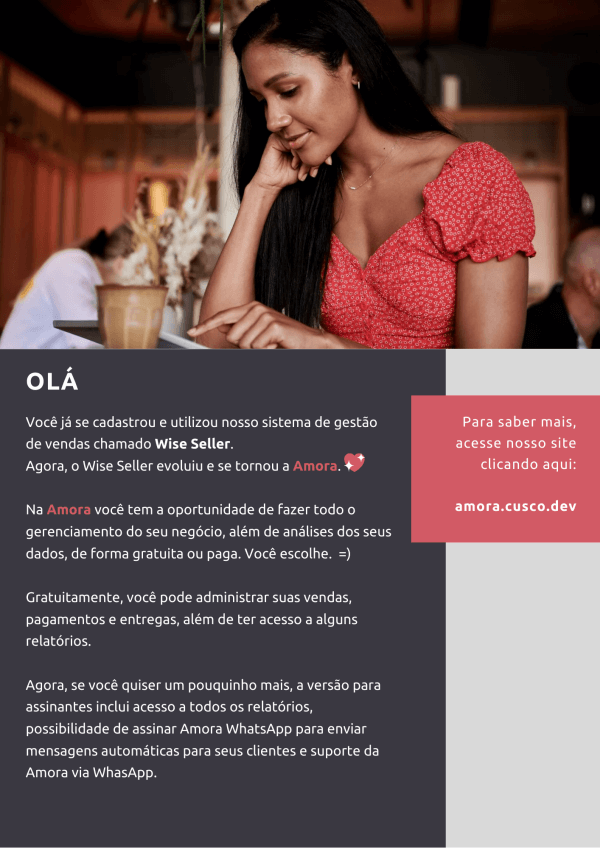 OLÁ
Você já se cadastrou e utilizou nosso sistema de gestão
de vendas chamado Wise Seller.
Agora, o Wise Seller evoluiu e se tornou a Amora.
Na Amora você tem a oportunidade de fazer todo o
gerenciamento do seu negócio, além de análises dos seus
dados, de forma gratuita ou paga. Você escolhe.  =)
Gratuitamente, você pode administrar suas vendas,
pagamentos e entregas, além de ter acesso a alguns
relatórios.
Agora, se você quiser um pouquinho mais, a versão para
assinantes inclui acesso a todos os relatórios,
possibilidade de assinar Amora WhatsApp para enviar
mensagens automáticas para seus clientes e suporte da
Amora via WhasApp.
Para saber mais,
acesse nosso site
clicando aqui:
amora.cusco.dev